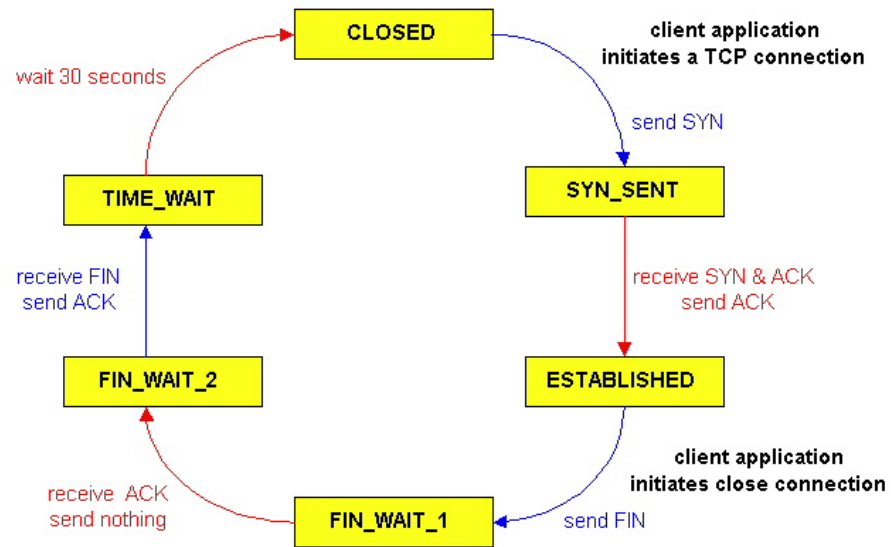 CLOSED
client application
initiates a TCP connection
wait 30 seconds
send SYN
TIME_WAIT
SYN_SENT
receive FIN
send ACK
receive SYN & ACK
send ACK
FIN_WAIT_2
ESTABLISHED
client application
initiates close connection
receive ACK
send nothing
FIN_WAIT_1
send FIN